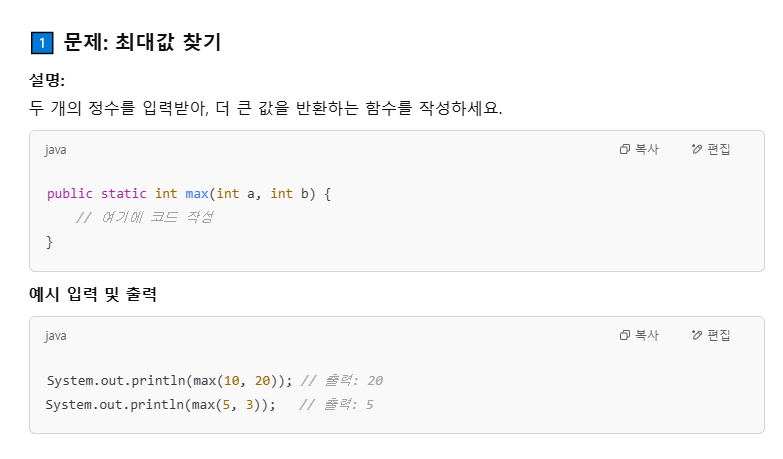 1 문제: 최대값 찾기
설명:
두 개의 정수를 입력받아, 더 큰 값을 반환하는 함수를 작성하세요.
java 복사 편집
public static int max(int a, int b) {
    // 여기에 코드 작성
}
예시 입력 및 출력
java 복사 편집
System.out.println(max(10, 20)); // 출력: 20
System.out.println(max(5, 3));   // 출력: 5